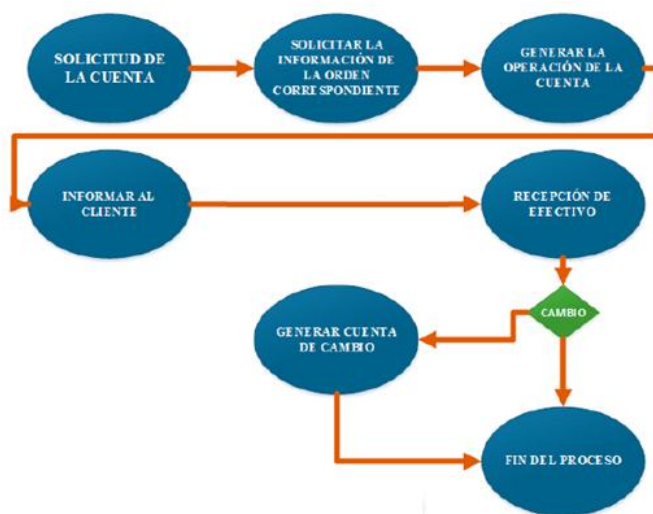 SOLICITUD DE
LA CUENTA
SOLICITAR LA
INFORMACIÓN DE
LA ORDEN
CORRESPONDIENTE
GENERAR LA
OPERACIÓN DE LA
CUENTA
INFORMAR AL
CLIENTE
RECEPCIÓN DE
EFECTIVO
CAMBIO
GENERAR CUENTA
DE CAMBIO
FIN DEL PROCESO